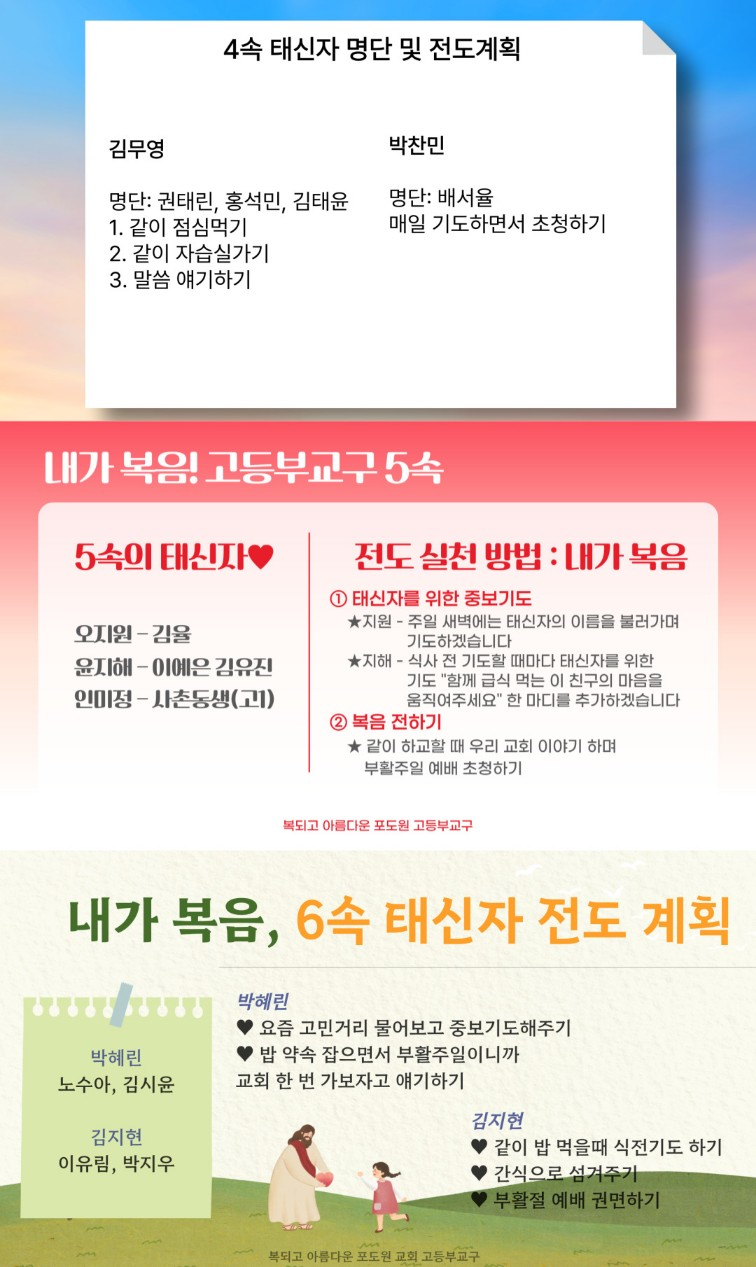 4속 태신자 명단 및 전도계획
김무영
명단: 권태린, 홍석민, 김태윤
1. 같이 점심먹기
2. 같이 자습실가기
3. 말씀 얘기하기
박찬민
명단: 배서율
매일 기도하면서 초청하기
내가 복음! 고등부교구 5속
5속의 태신자♥
오지원 – 김율
윤지해 – 이예은 김유진
인미정 – 사촌동생(고1)
전도 실천 방법 : 내가 복음
① 태신자를 위한 중보기도
★지원 - 주일 새벽에는 태신자의 이름을 불러가며
기도하겠습니다
★지해 - 식사 전 기도할 때마다 태신자를 위한
기도 "함께 급식 먹는 이 친구의 마음을
움직여주세요" 한 마디를 추가하겠습니다
② 복음 전하기
★ 같이 하교할 때 우리 교회 이야기 하며
부활주일 예배 초청하기
복되고 아름다운 포도원 고등부교구
내가 복음, 6속 태신자 전도 계획
박혜린
노수아, 김시윤
김지현
이유림, 박지우
박혜린
♥ 요즘 고민거리 물어보고 중보기도해주기
♥ 밥 약속 잡으면서 부활주일이니까
교회 한 번 가보자고 얘기하기
김지현
♥ 같이 밥 먹을때 식전기도 하기
♥ 간식으로 섬겨주기
♥ 부활절 예배 권면하기
복되고 아름다운 포도원 교회 고등부교구